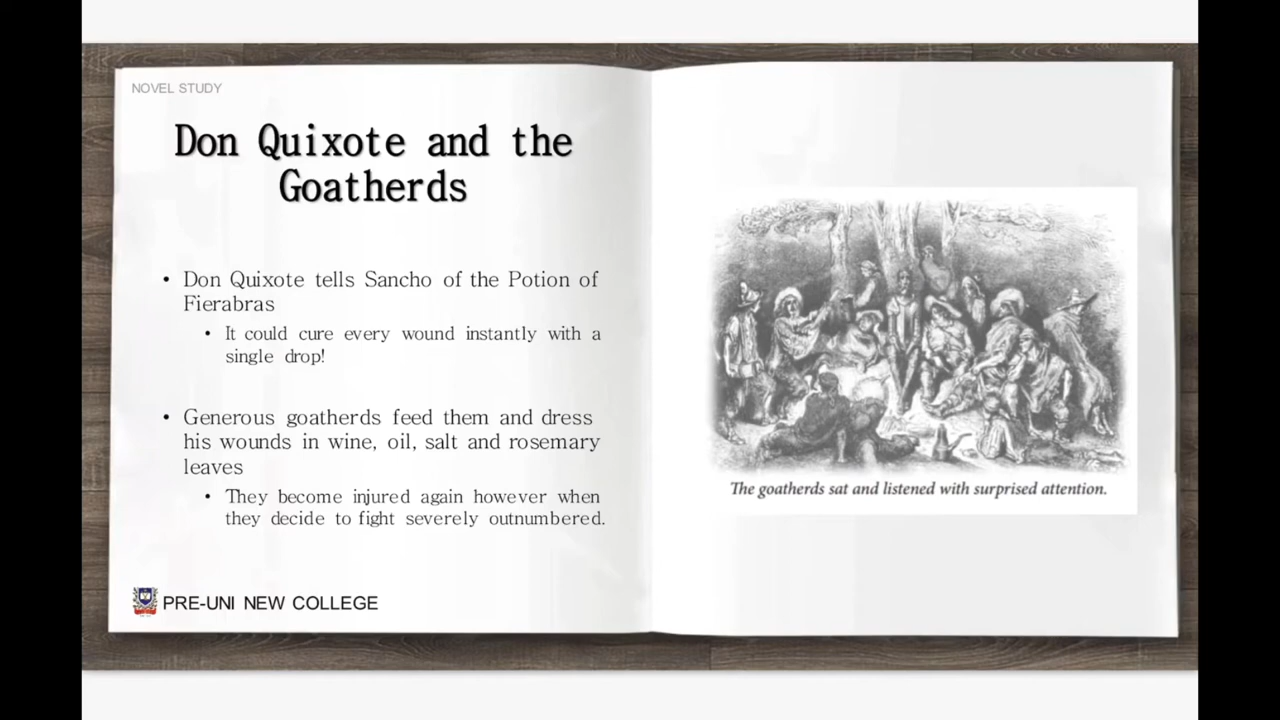 NOVEL STUDY
Don Quixote and the
Goatherds
• Don Quixote tells Sancho of the Potion of
Fierabras
• It could cure every wound instantly with a
single drop!
• Generous goatherds feed them and dress
his wounds in wine, oil, salt and rosemary
leaves
• They become injured again however when
they decide to fight severely outnumbered.
PRE-UNI NEW COLLEGE
The goatherds sat and listened with surprised attention.